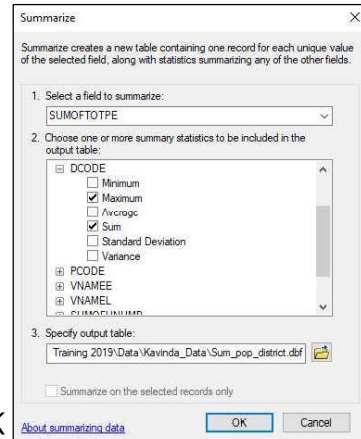 Summarize
Summarize creates a new table containing one record for each unique value
of the selected field, along with statistics summarizing any of the other fields.
1. Select a field to summarize:
SUMOFTOTPE
2. Choose one or more summary statistics to be included in the
output table:
DCODE
Minimum
Maximum
Average
Sum
Standard Deviation
Variance
PCODE
VNAMEE
VNAMEL
3. Specify output table:
Training 2019\Data\Kavinda_Data\Sum_pop_district.dbf
Summarize on the selected records only
K
About summarizing data
OK
Cancel